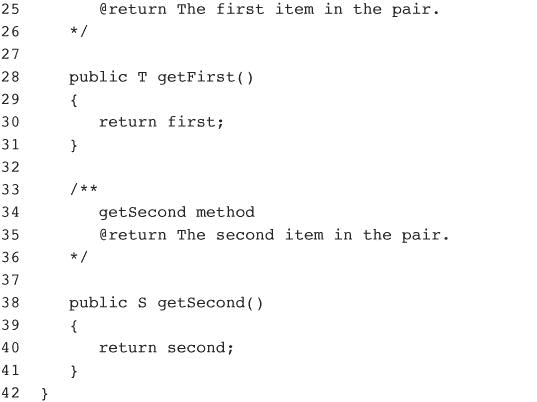 25        @return The first item in the pair.
26     */
27
28     public T getFirst()
29     {
30        return first;
31     }
32
33     /**
34        getSecond method
35        @return The second item in the pair.
36     */
37
38     public S getSecond()
39     {
40        return second;
41     }
42  }